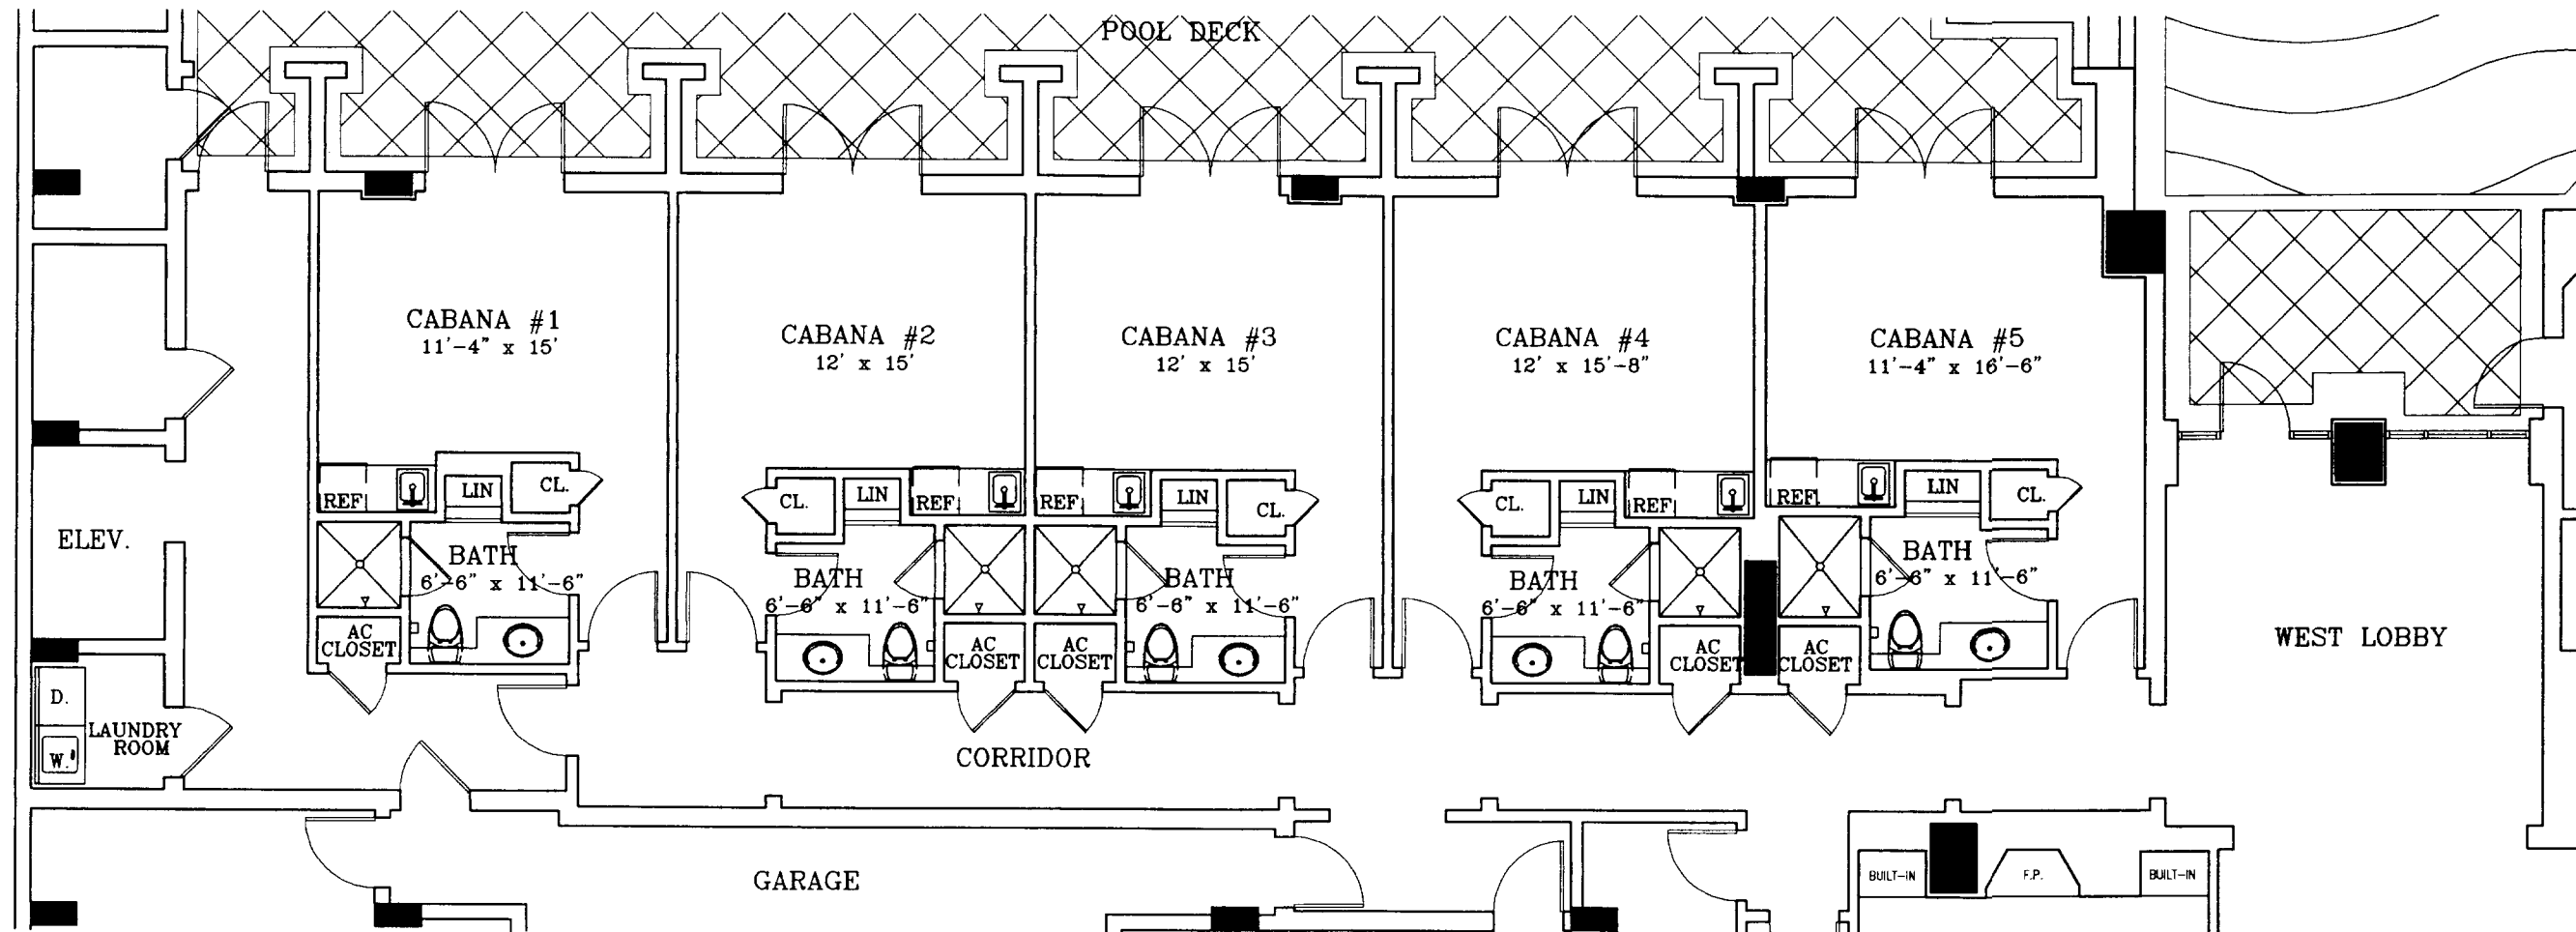 POOL DECK
CABANA #1
11'-4" x 15'
CABANA #2
12' x 15'
CABANA #3
12' x 15'
CABANA #4
12' x 15'-8"
CABANA #5
11'-4" x 16'-6"
REF
LIN
CL.
CL.
LIN
REF
REF
LIN
CL.
CL.
LIN
REF
REF
LIN
CL.
ELEV.
BATH
6'-6" x 11'-6"
BATH
6'-6" x 11'-6"
BATH
6'-6" x 11'-6"
BATH
6'-6" x 11'-6"
BATH
6'-6" x 11'-6"
AC
CLOSET
AC
CLOSET
AC
CLOSET
AC
CLOSET
AC
CLOSET
WEST LOBBY
D.
LAUNDRY
ROOM
W.
CORRIDOR
GARAGE
BUILT-IN
F.P.
BUILT-IN